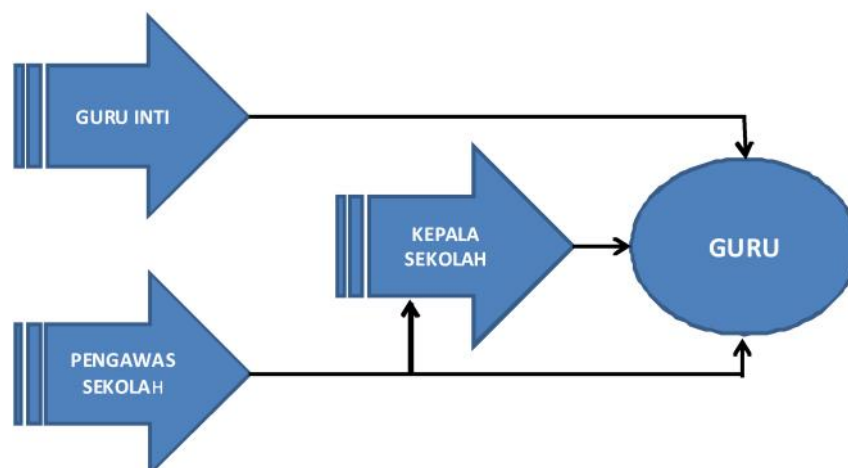 GURU INTI
KEPALA
SEKOLAH
GURU
PENGAWAS
SEKOLAH